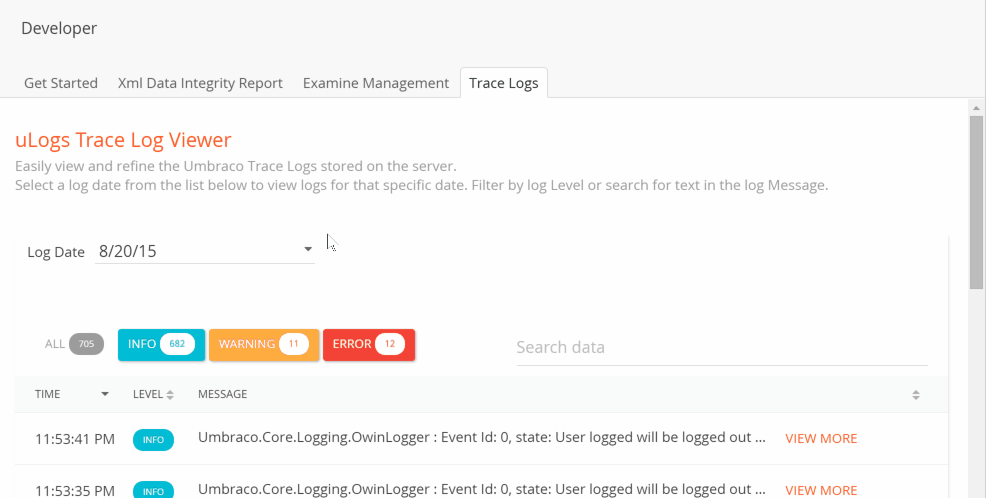 Developer
Get Started Xml Data Integrity Report Examine Management Trace Logs
uLogs Trace Log Viewer
Easily view and refine the Umbraco Trace Logs stored on the server.
Select a log date from the list below to view logs for that specific date. Filter by log Level or search for text in the log Message.
Log Date 8/20/15
ALL 705 INFO 682 WARNING 11 ERROR 12 Search data
TIME LEVEL MESSAGE
11:53:41 PM INFO Umbraco.Core.Logging.OwinLogger : Event Id: 0, state: User logged will be logged out ... VIEW MORE
11:53:35 PM INFO Umbraco.Core.Logging.OwinLogger : Event Id: 0, state: User logged will be logged out ... VIEW MORE